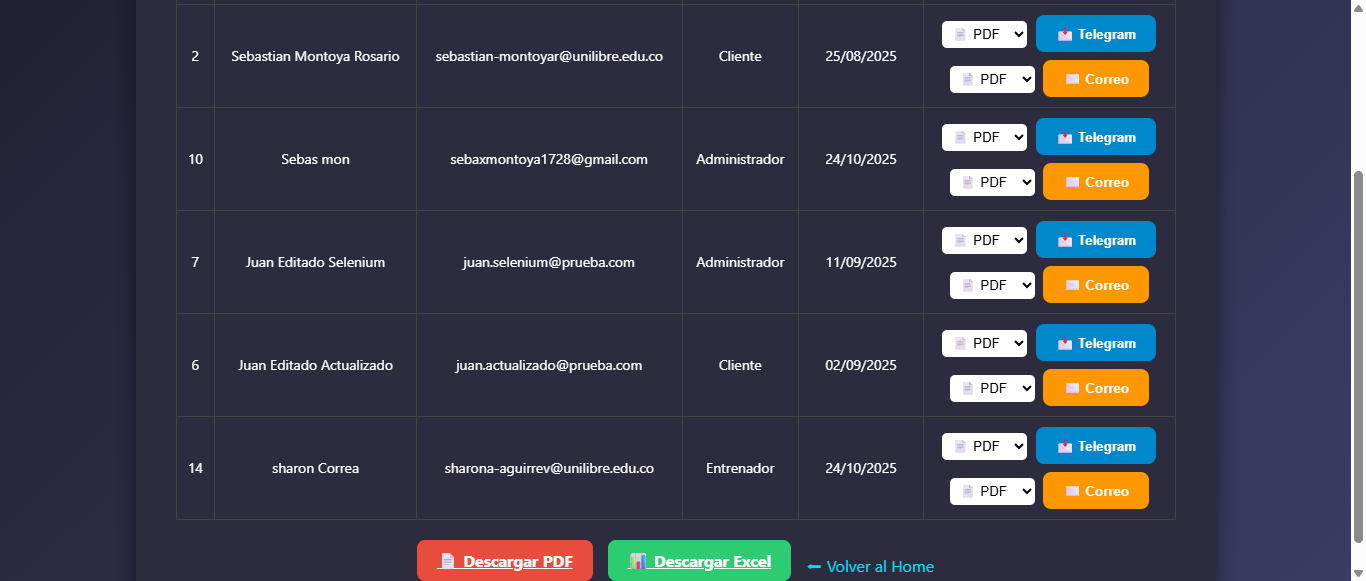 2 Sebastian Montoya Rosario sebastian-montoyar@unilibre.edu.co Cliente 25/08/2025 PDF Telegram
PDF Correo
10 Sebas mon sebaxmontoya1728@gmail.com Administrador 24/10/2025 PDF Telegram
PDF Correo
7 Juan Editado Selenium juan.selenium@prueba.com Administrador 11/09/2025 PDF Telegram
PDF Correo
6 Juan Editado Actualizado juan.actualizado@prueba.com Cliente 02/09/2025 PDF Telegram
PDF Correo
14 sharon Correa sharona-aguirrev@unilibre.edu.co Entrenador 24/10/2025 PDF Telegram
PDF Correo
Descargar PDF Descargar Excel ← Volver al Home